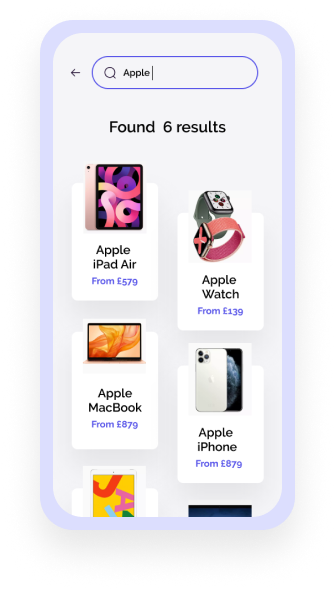 Apple
Found 6 results
Apple
iPad Air
From £579
Apple
Watch
From £139
Apple
MacBook
From £879
Apple
iPhone
From £879